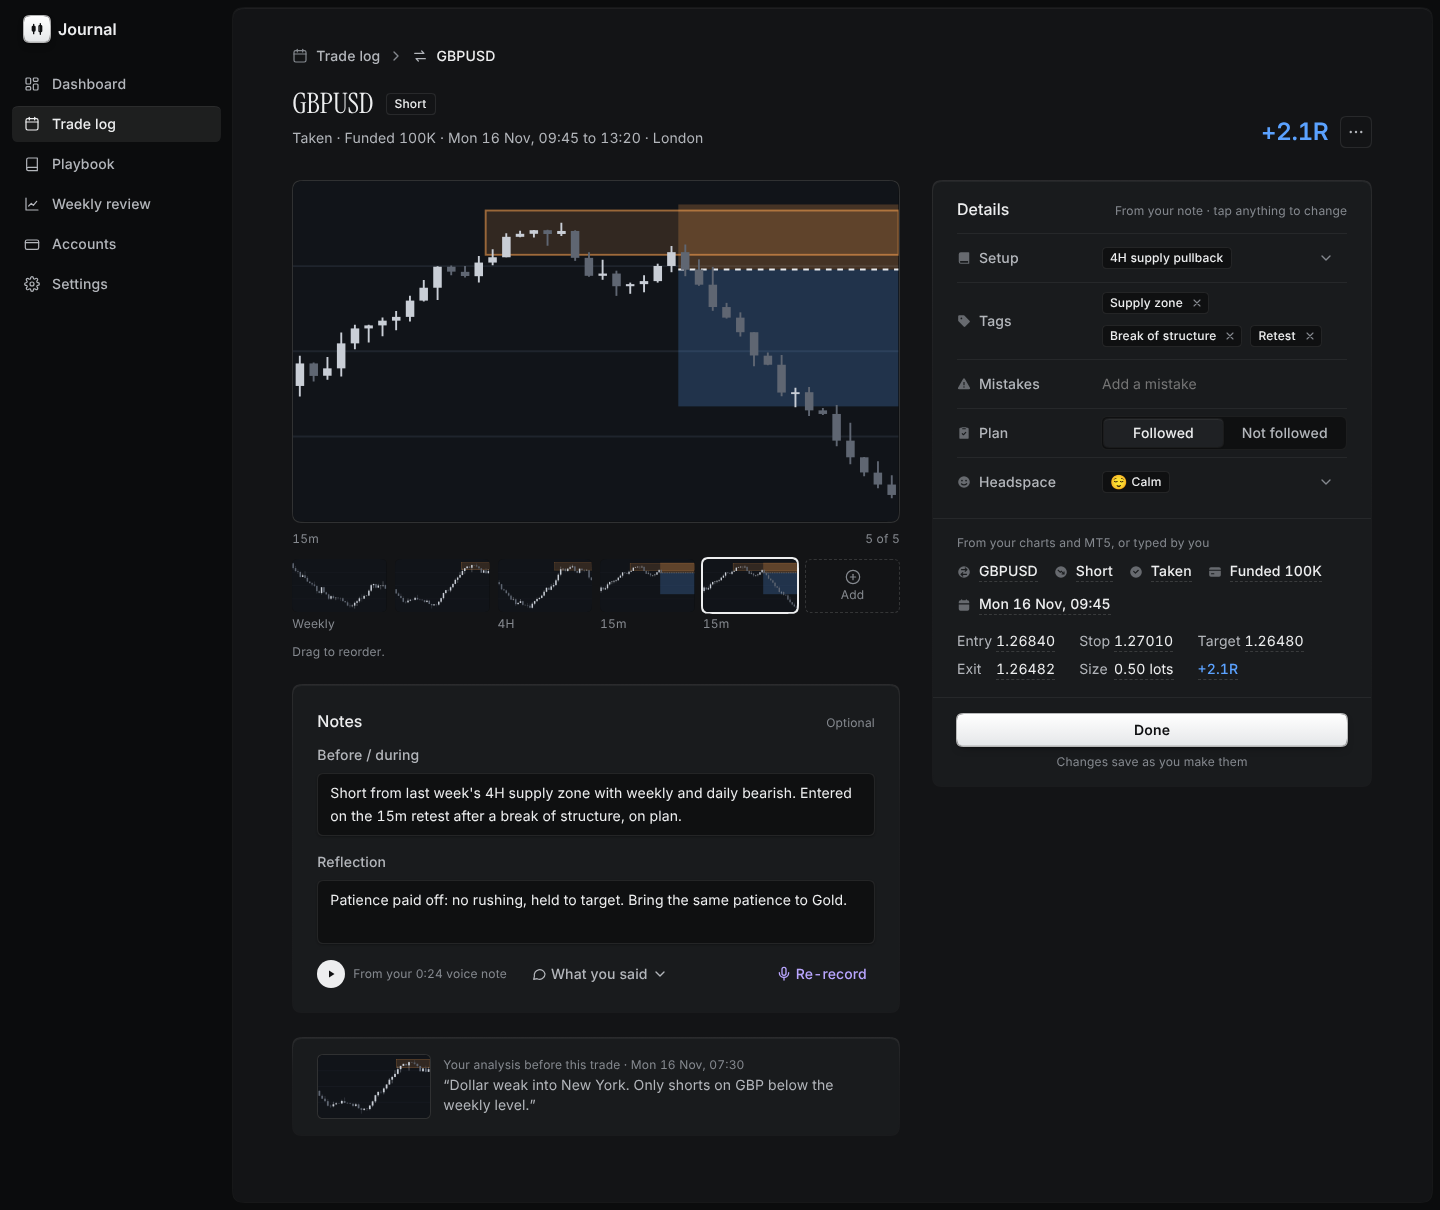 Journal
Dashboard
Trade log
Playbook
Weekly review
Accounts
Settings
Trade log
GBPUSD
GBPUSD
Short
Taken · Funded 100K · Mon 16 Nov, 09:45 to 13:20 · London
+2.1R
15m
5 of 5
Weekly
4H
15m
15m
Add
Drag to reorder.
Notes
Optional
Before / during
Short from last week's 4H supply zone with weekly and daily bearish. Entered
on the 15m retest after a break of structure, on plan.
Reflection
Patience paid off: no rushing, held to target. Bring the same patience to Gold.
From your 0:24 voice note
What you said
Re-record
Your analysis before this trade · Mon 16 Nov, 07:30
“Dollar weak into New York. Only shorts on GBP below the
weekly level.”
Details
From your note · tap anything to change
Setup
4H supply pullback
Tags
Supply zone
Break of structure
Retest
Mistakes
Add a mistake
Plan
Followed
Not followed
Headspace
Calm
From your charts and MT5, or typed by you
GBPUSD
Short
Taken
Funded 100K
Mon 16 Nov, 09:45
Entry 1.26840
Stop 1.27010
Target 1.26480
Exit 1.26482
Size 0.50 lots
+2.1R
Done
Changes save as you make them